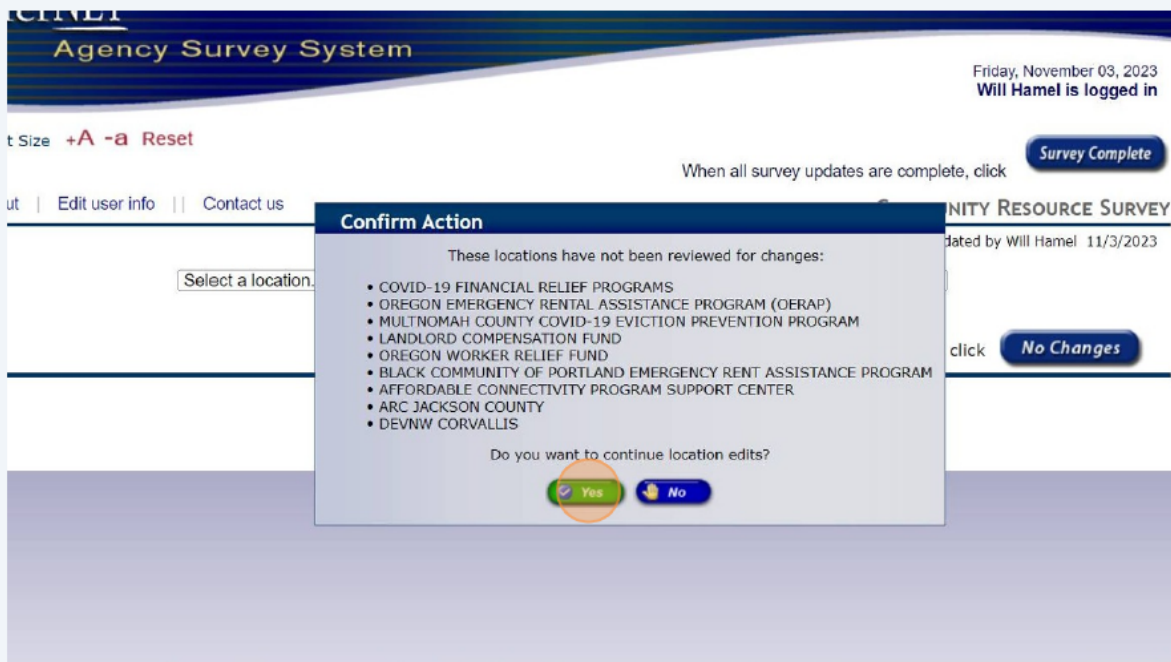 Agency Survey System
Friday, November 03, 2023
Will Hamel is logged in
t Size +A -a Reset
When all survey updates are complete, click Survey Complete
ut | Edit user info || Contact us
NITY RESOURCE SURVEY
dated by Will Hamel 11/3/2023
Select a location.
click No Changes
Confirm Action
These locations have not been reviewed for changes:
• COVID-19 FINANCIAL RELIEF PROGRAMS
• OREGON EMERGENCY RENTAL ASSISTANCE PROGRAM (OERAP)
• MULTNOMAH COUNTY COVID-19 EVICTION PREVENTION PROGRAM
• LANDLORD COMPENSATION FUND
• OREGON WORKER RELIEF FUND
• BLACK COMMUNITY OF PORTLAND EMERGENCY RENT ASSISTANCE PROGRAM
• AFFORDABLE CONNECTIVITY PROGRAM SUPPORT CENTER
• ARC JACKSON COUNTY
• DEVNW CORVALLIS
Do you want to continue location edits?
Yes No